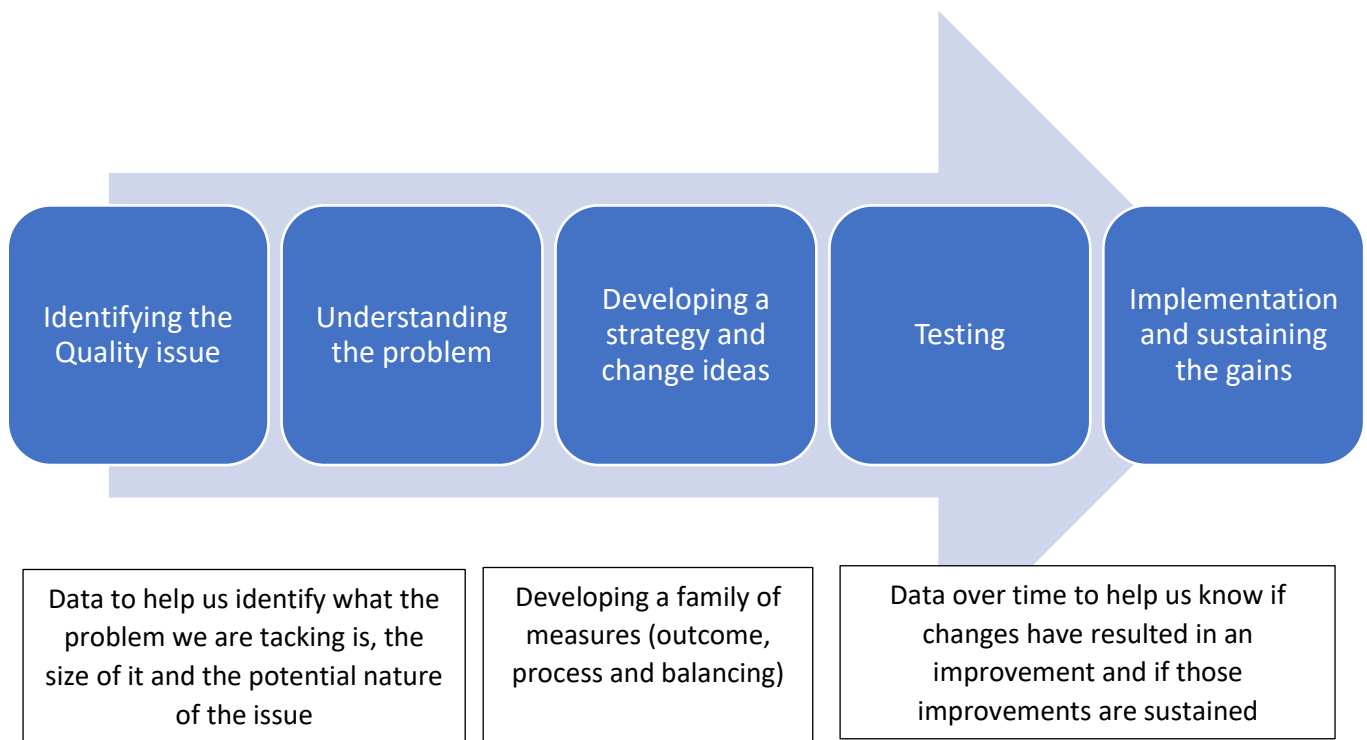 Identifying the
Quality issue
Understanding
the problem
Developing a
strategy and
change ideas
Testing
Implementation
and sustaining
the gains
Data to help us identify what the
problem we are tacking is, the
size of it and the potential nature
of the issue
Developing a family of
measures (outcome,
process and balancing)
Data over time to help us know if
changes have resulted in an
improvement and if those
improvements are sustained